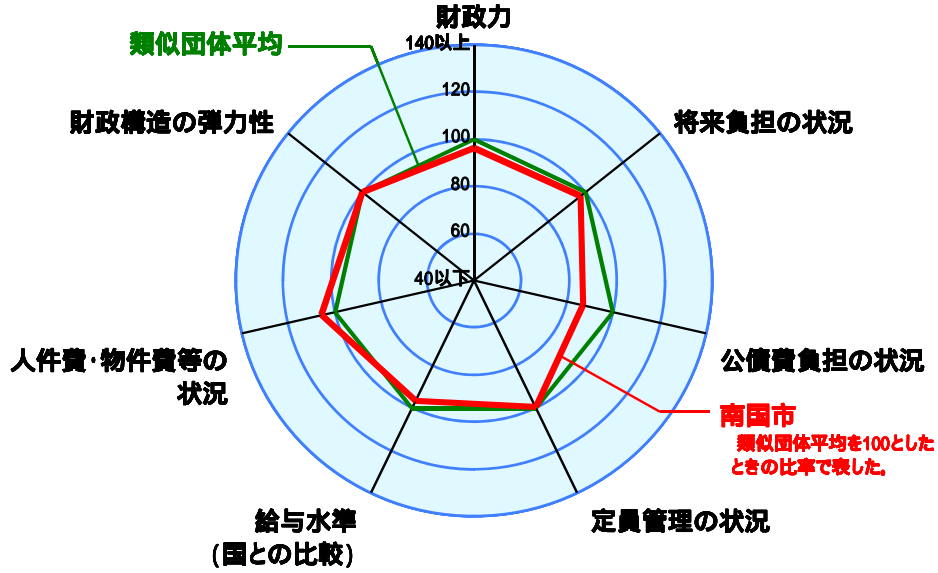 財政力
類似団体平均
140以上
120
100
80
60
40以下
財政構造の弾力性
将来負担の状況
人件費・物件費等の
状況
公債費負担の状況
南国市
類似団体平均を100とした
ときの比率で表した。
給与水準
(国との比較)
定員管理の状況